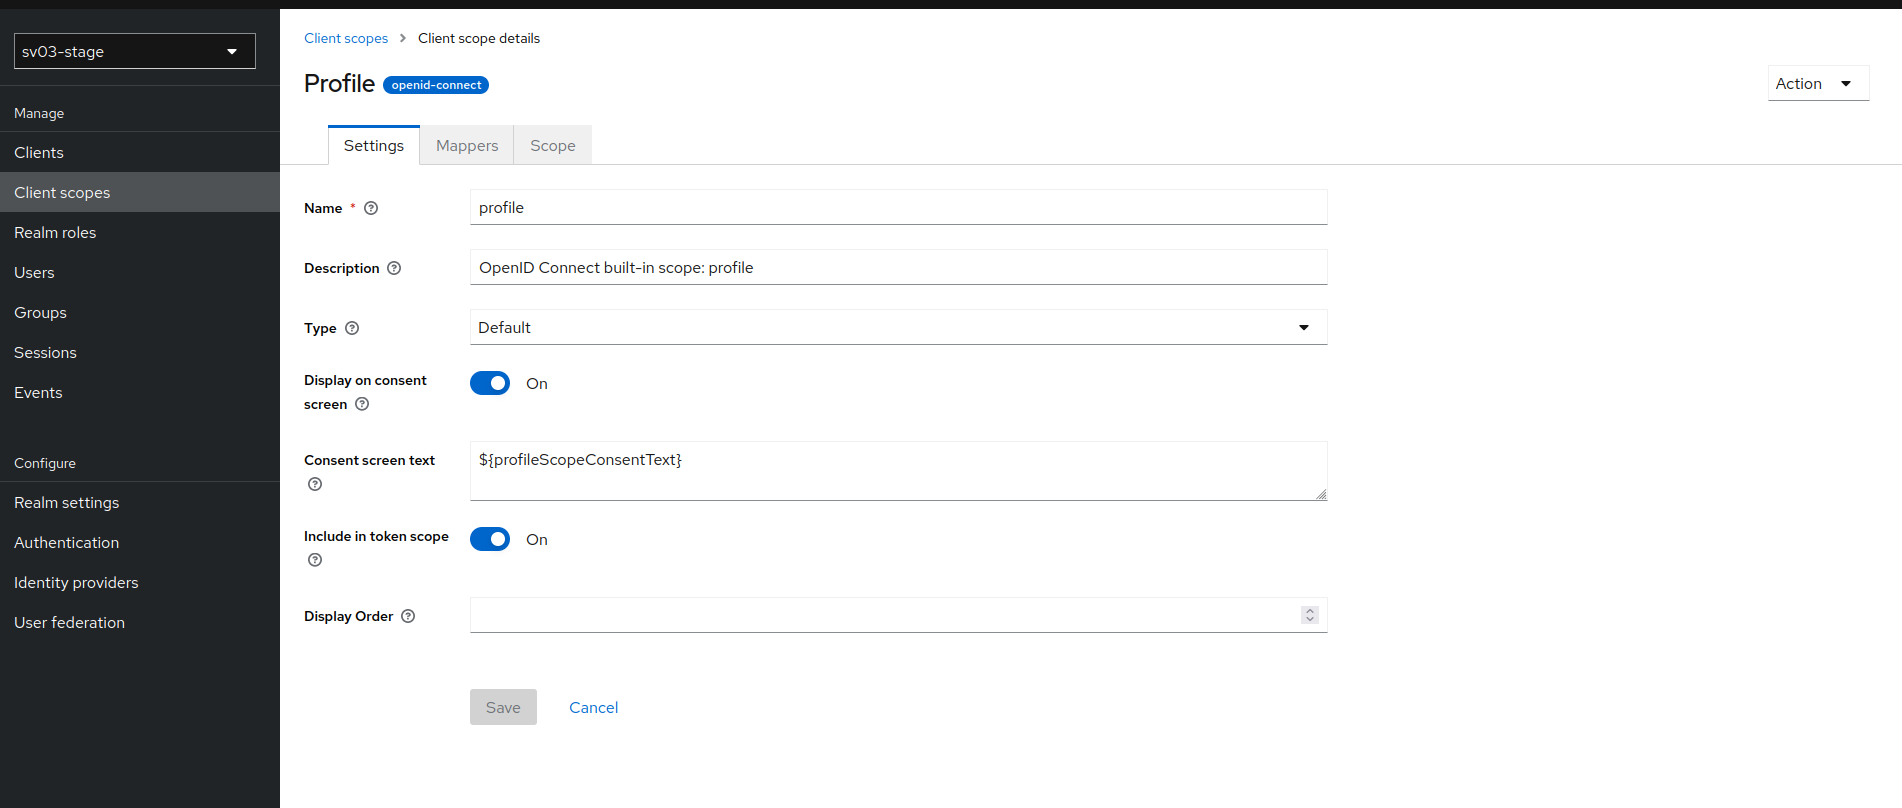 sv03-stage
Manage
Clients
Client scopes
Realm roles
Users
Groups
Sessions
Events
Configure
Realm settings
Authentication
Identity providers
User federation
Client scopes > Client scope details
Profile openid-connect
Action
Settings Mappers Scope
Name * profile
Description OpenID Connect built-in scope: profile
Type Default
Display on consent
screen On
Consent screen text ${profileScopeConsentText}
Include in token scope On
Display Order
Save Cancel